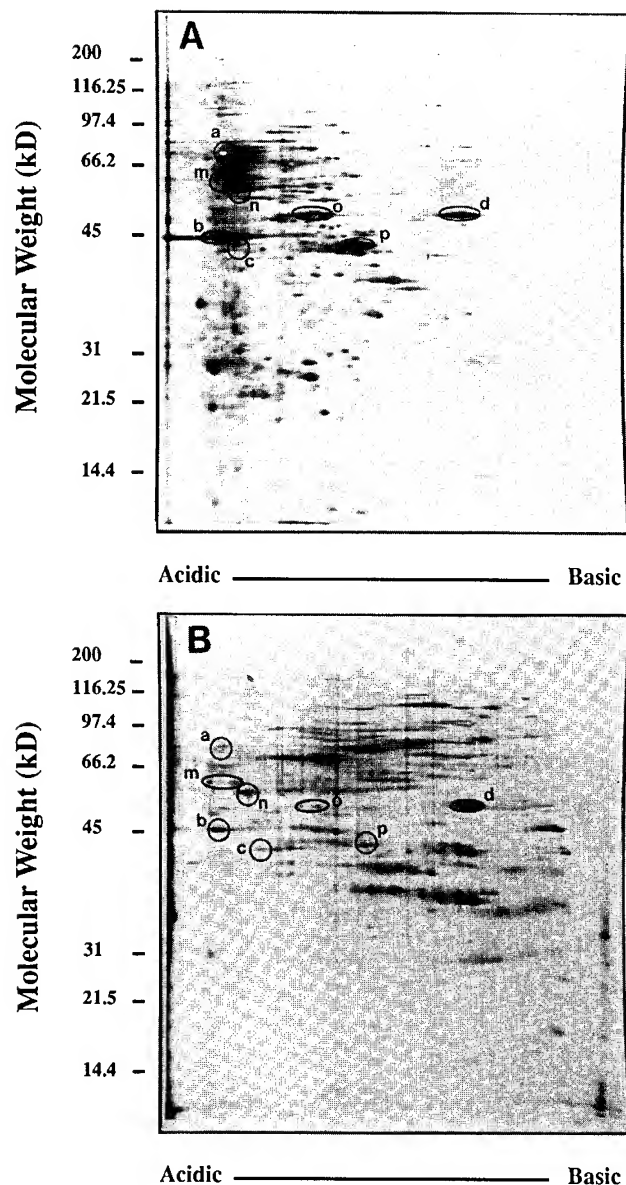 A
Molecular Weight (kD)
200
116.25
97.4
66.2
45
31
21.5
14.4
a
m
n
o
d
b
c
p
Acidic Basic
B
Molecular Weight (kD)
200
116.25
97.4
66.2
45
31
21.5
14.4
a
m
n
o
d
b
c
p
Acidic Basic